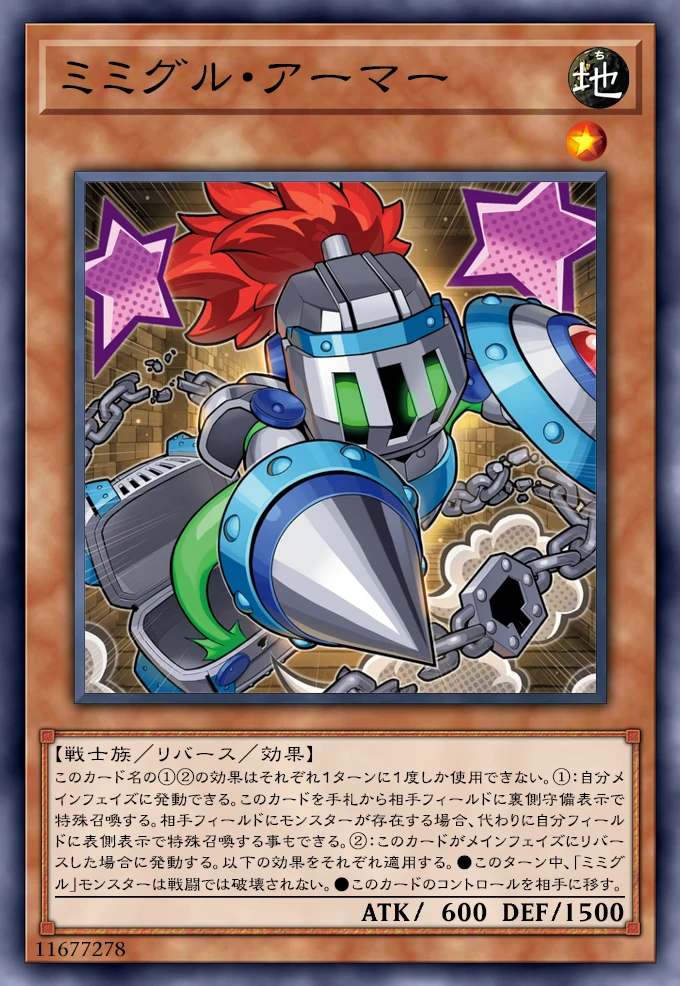 ミミグル・アーマー
ち
地
【戦士族／リバース／効果】
このカード名の①②の効果はそれぞれ1ターンに1度しか使用できない。①：自分メ
インフェイズに発動できる。このカードを手札から相手フィールドに裏側守備表示で
特殊召喚する。相手フィールドにモンスターが存在する場合、代わりに自分フィール
ドに表側表示で特殊召喚する事もできる。②：このカードがメインフェイズにリバー
スした場合に発動する。以下の効果をそれぞれ適用する。●このターン中、「ミミグ
ル」モンスターは戦闘では破壊されない。●このカードのコントロールを相手に移す。
ATK/ 600 DEF/1500
11677278